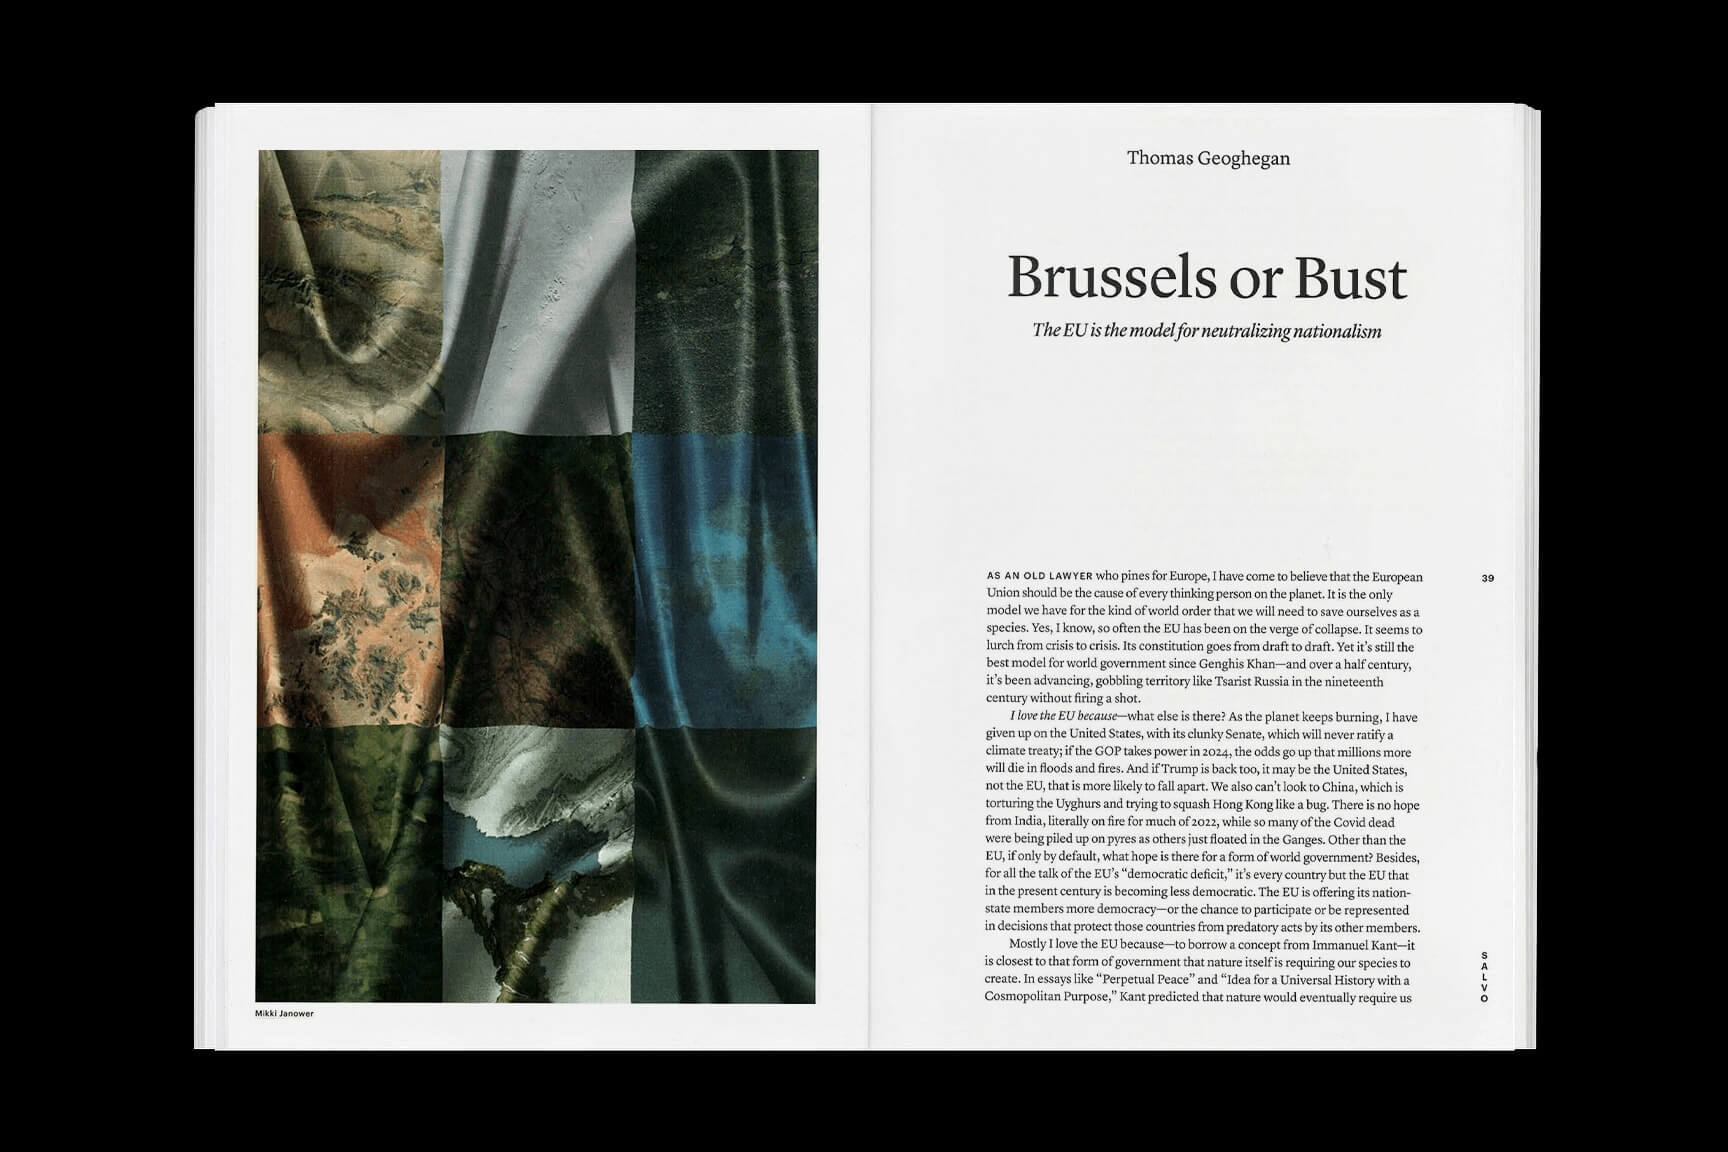 Mikki Janower
Thomas Geoghegan
Brussels or Bust
The EU is the model for neutralizing nationalism
AS AN OLD LAWYER who pines for Europe, I have come to believe that the European
Union should be the cause of every thinking person on the planet. It is the only
model we have for the kind of world order that we will need to save ourselves as a
species. Yes, I know, so often the EU has been on the verge of collapse. It seems to
lurch from crisis to crisis. Its constitution goes from draft to draft. Yet it’s still the
best model for world government since Genghis Khan—and over a half century,
it’s been advancing, gobbling territory like Tsarist Russia in the nineteenth
century without firing a shot.
I love the EU because—what else is there? As the planet keeps burning, I have
given up on the United States, with its clunky Senate, which will never ratify a
climate treaty; if the GOP takes power in 2024, the odds go up that millions more
will die in floods and fires. And if Trump is back too, it may be the United States,
not the EU, that is more likely to fall apart. We also can’t look to China, which is
torturing the Uyghurs and trying to squash Hong Kong like a bug. There is no hope
from India, literally on fire for much of 2022, while so many of the Covid dead
were being piled up on pyres as others just floated in the Ganges. Other than the
EU, if only by default, what hope is there for a form of world government? Besides,
for all the talk of the EU’s “democratic deficit,” it’s every country but the EU that
in the present century is becoming less democratic. The EU is offering its nation-
state members more democracy—or the chance to participate or be represented
in decisions that protect those countries from predatory acts by its other members.
Mostly I love the EU because—to borrow a concept from Immanuel Kant—it
is closest to that form of government that nature itself is requiring our species to
create. In essays like “Perpetual Peace” and “Idea for a Universal History with a
Cosmopolitan Purpose,” Kant predicted that nature would eventually require us
39
SALVO